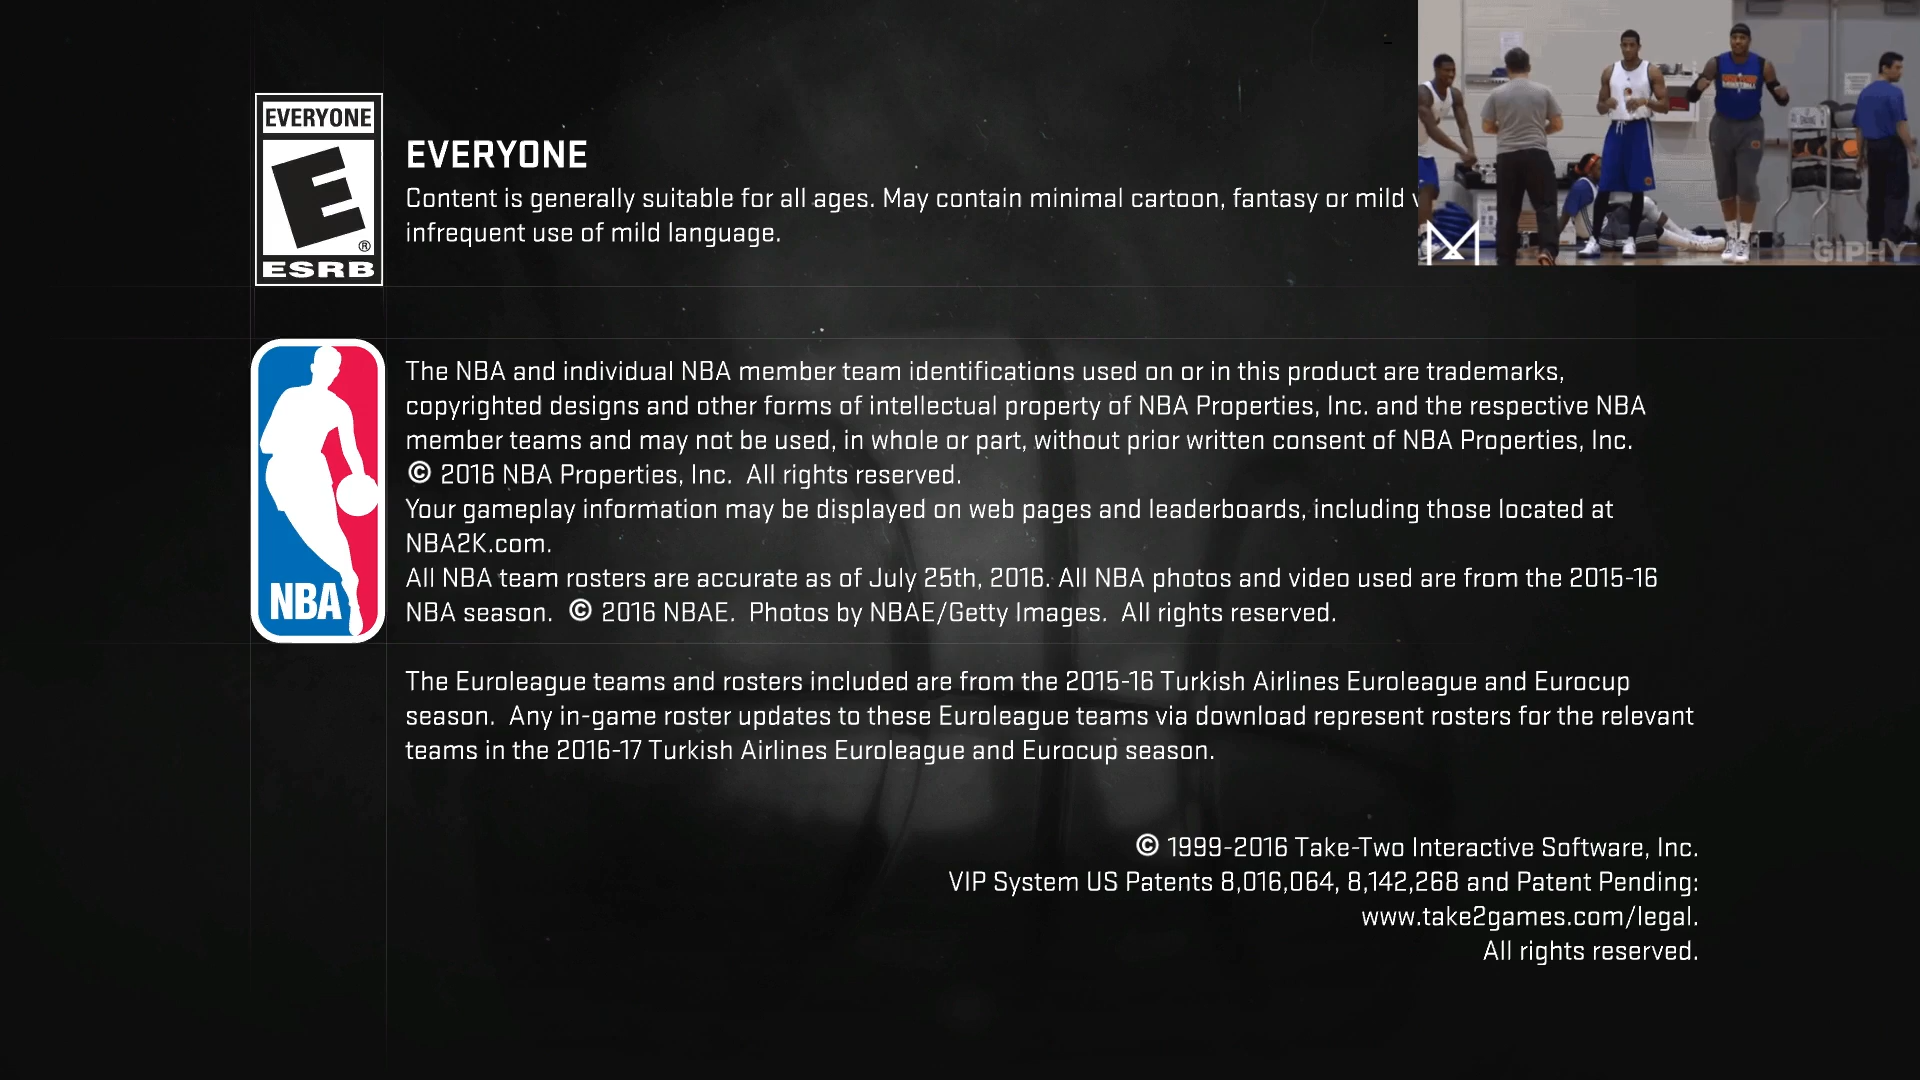 EVERYONE
E
®
ESRB
EVERYONE
Content is generally suitable for all ages. May contain minimal cartoon, fantasy or mild
infrequent use of mild language.
GIPHY
NBA
The NBA and individual NBA member team identifications used on or in this product are trademarks,
copyrighted designs and other forms of intellectual property of NBA Properties, Inc. and the respective NBA
member teams and may not be used, in whole or part, without prior written consent of NBA Properties, Inc.
© 2016 NBA Properties, Inc. All rights reserved.
Your gameplay information may be displayed on web pages and leaderboards, including those located at
NBA2K.com.
All NBA team rosters are accurate as of July 25th, 2016. All NBA photos and video used are from the 2015-16
NBA season. © 2016 NBAE. Photos by NBAE/Getty Images. All rights reserved.
The Euroleague teams and rosters included are from the 2015-16 Turkish Airlines Euroleague and Eurocup
season. Any in-game roster updates to these Euroleague teams via download represent rosters for the relevant
teams in the 2016-17 Turkish Airlines Euroleague and Eurocup season.
© 1999-2016 Take-Two Interactive Software, Inc.
VIP System US Patents 8,016,064, 8,142,268 and Patent Pending:
www.take2games.com/legal.
All rights reserved.